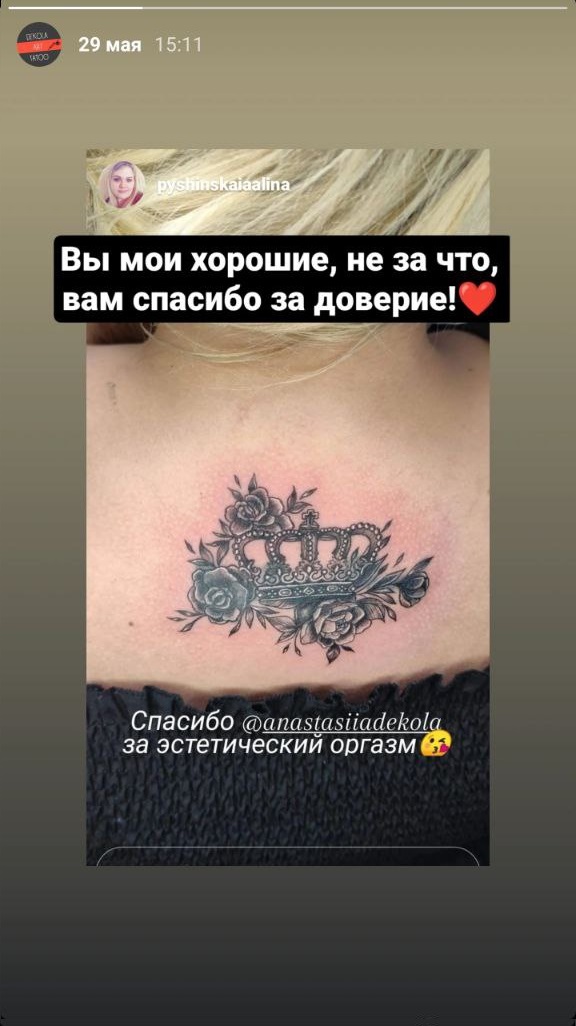 DEKOLA
ART
TATOO
29 мая 15:11
pyshinskaiaalina
Вы мои хорошие, не за что,
вам спасибо за доверие!❤️
Спасибо @anastasiiadekola
за эстетический оргазм😘